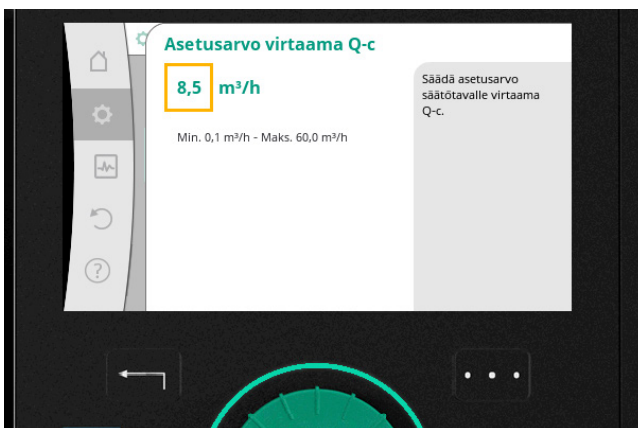 Asetusarvo virtaama Q-c
8,5 m³/h
Min. 0,1 m³/h - Maks. 60,0 m³/h
Säädä asetusarvo
säätötavalle virtaama
Q-c.
?